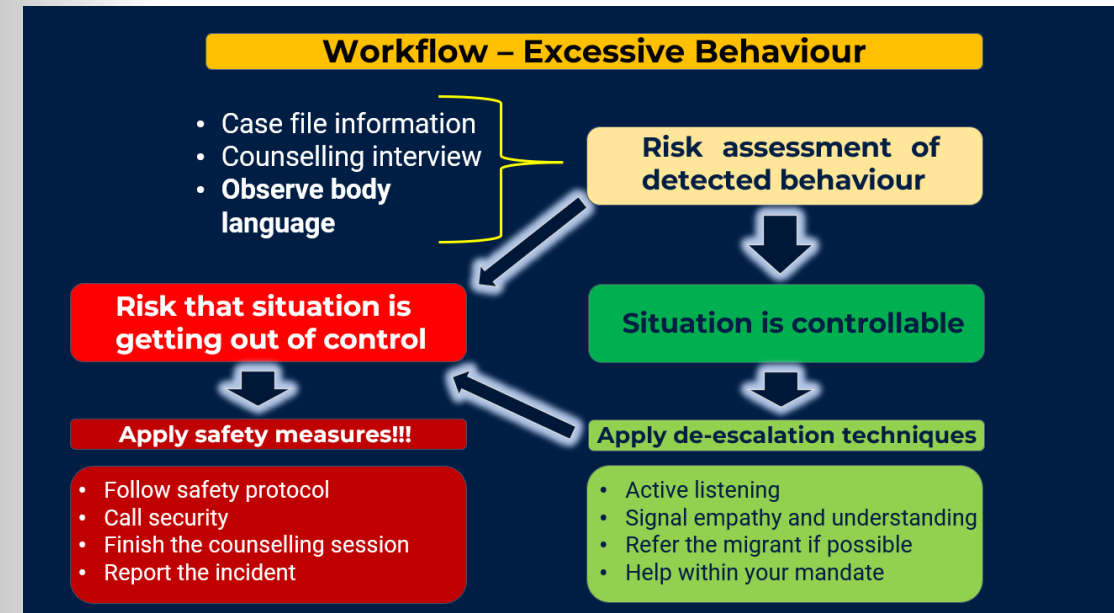 Workflow – Excessive Behaviour
• Case file information
• Counselling interview
• Observe body
language
Risk assessment of
detected behaviour
Risk that situation is
getting out of control
Situation is controllable
Apply safety measures!!!
Apply de-escalation techniques
• Follow safety protocol
• Call security
• Finish the counselling session
• Report the incident
• Active listening
• Signal empathy and understanding
• Refer the migrant if possible
• Help within your mandate